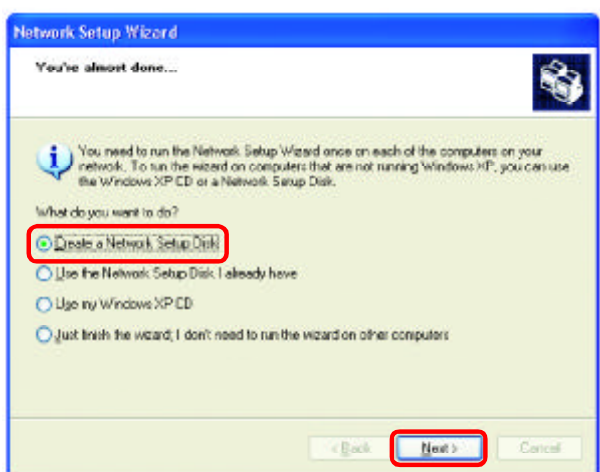 Network Setup Wizard
You're almost done...
You need to run the Network Setup Wizard once on each of the computers on your
network. To run the wizard on computers that are not running Windows XP, you can use
the Windows XP CD or a Network Setup Disk.
What do you want to do?
Create a Network Setup Disk
Use the Network Setup Disk I already have
Use my Windows XP CD
Just finish the wizard; I don't need to run the wizard on other computers
< Back
Next >
Cancel